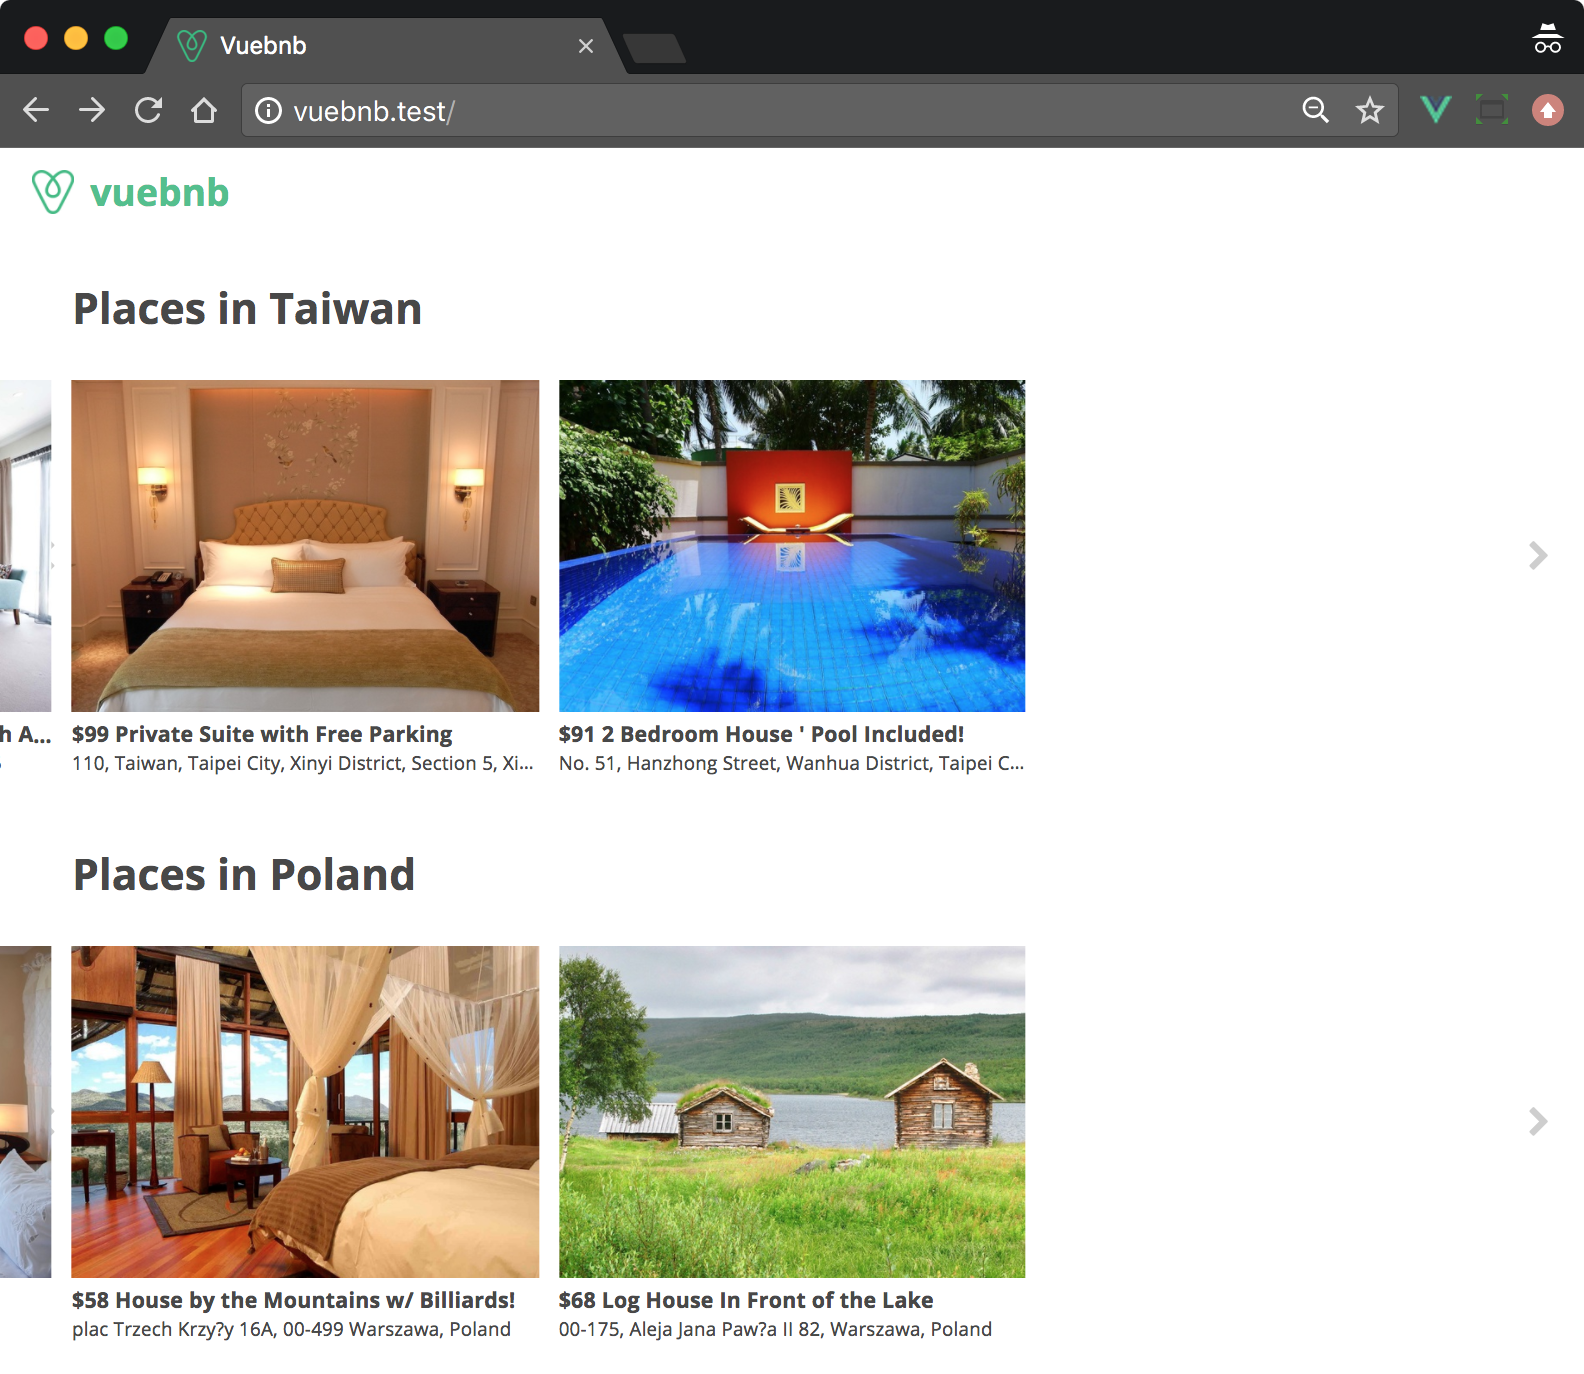 Vuebnb
vuebnb.test/
vuebnb
Places in Taiwan
h A...
$99 Private Suite with Free Parking
110, Taiwan, Taipei City, Xinyi District, Section 5, Xi...
$91 2 Bedroom House ' Pool Included!
No. 51, Hanzhong Street, Wanhua District, Taipei C...
Places in Poland
$58 House by the Mountains w/ Billiards!
plac Trzech Krzy?y 16A, 00-499 Warszawa, Poland
$68 Log House In Front of the Lake
00-175, Aleja Jana Paw?a II 82, Warszawa, Poland